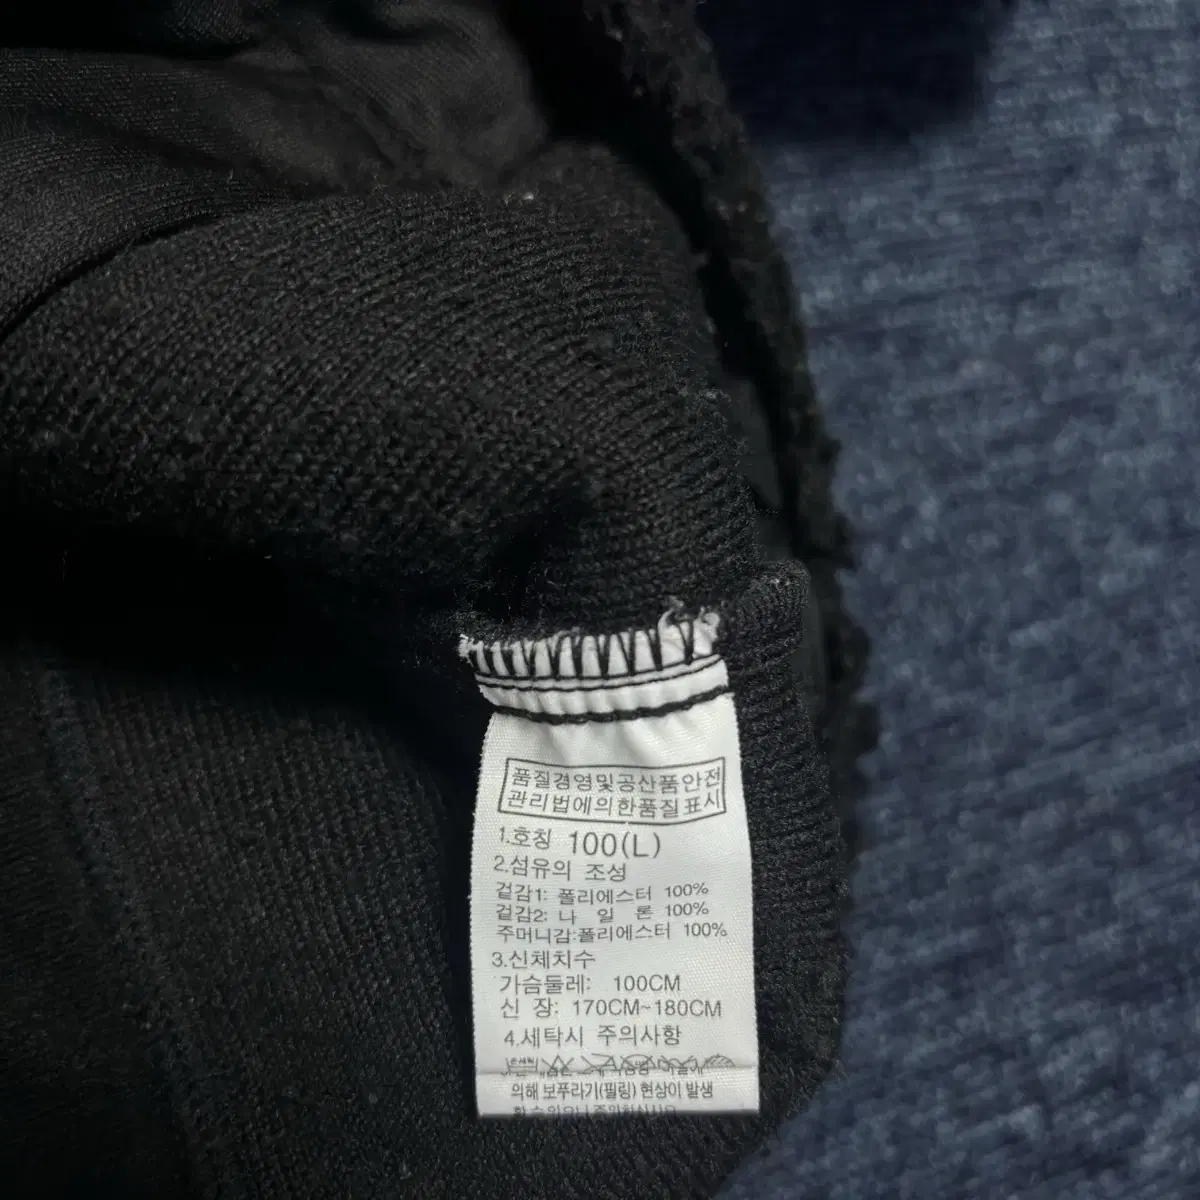 품질경영및공산품안전
관리법에의한품질표시
1.호칭 100(L)
2.섬유의 조성
겉감1: 폴리에스터 100%
겉감2: 나 일 론 100%
주머니감:폴리에스터 100%
3.신체치수
가슴둘레: 100CM
신 장: 170CM~180CM
4.세탁시 주의사항
의해 보푸라기(필링) 현상이 발생